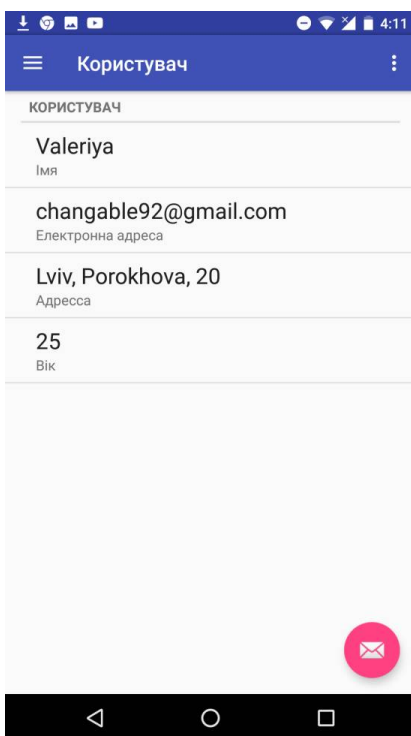 4:11
Користувач
КОРИСТУВАЧ
Valeriya
Імя
changable92@gmail.com
Електронна адреса
Lviv, Porokhova, 20
Адресса
25
Вік